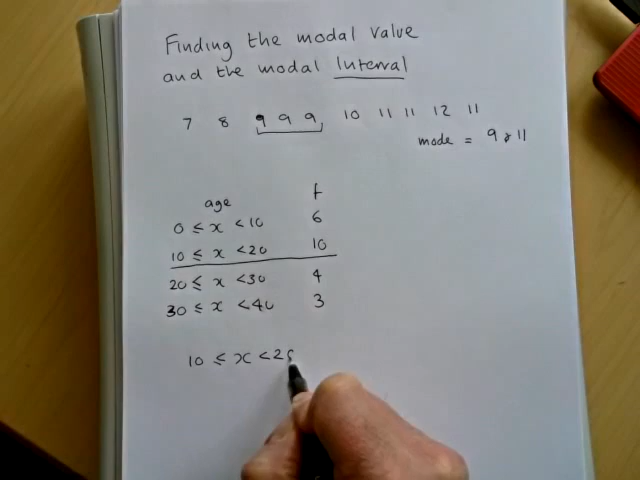 Finding the modal value
and the modal Interval
7 8 9 9 9 10 11 11 12 11
mode = 9 & 11
age f
0 ≤ x < 10 6
10 ≤ x < 20 10
20 ≤ x < 30 4
30 ≤ x < 40 3
10 ≤ x < 2